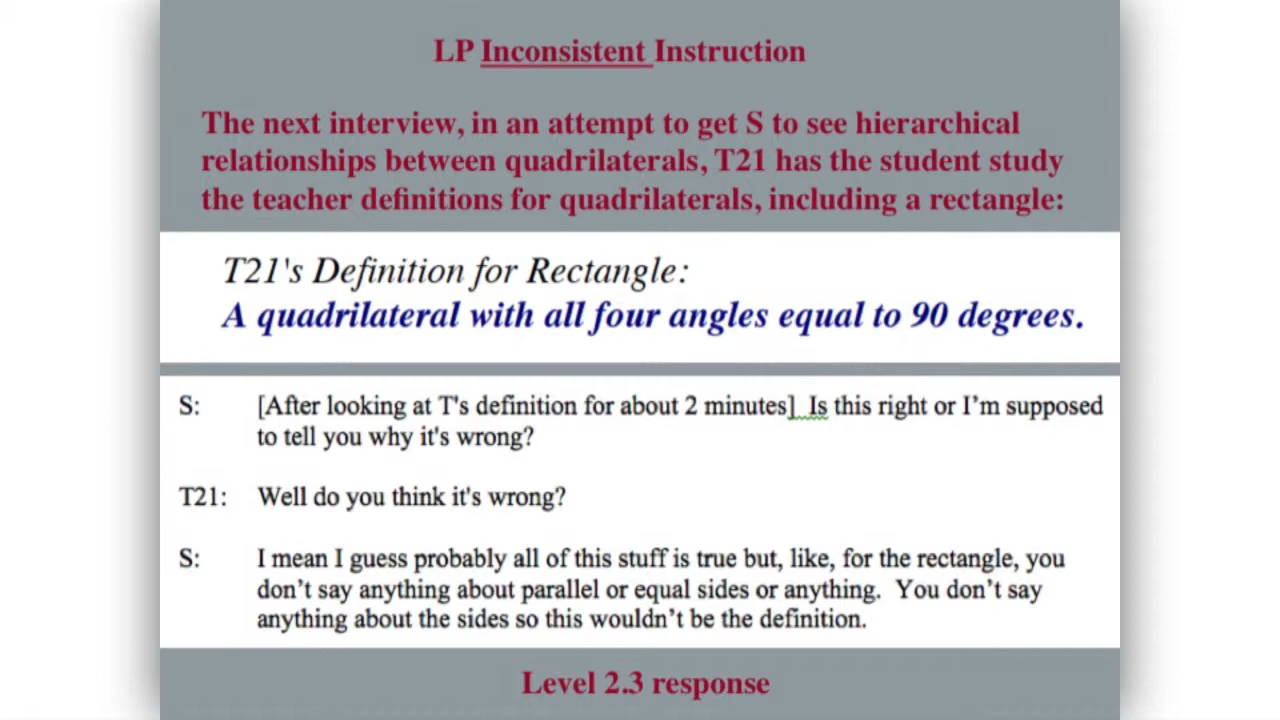 LP Inconsistent Instruction
The next interview, in an attempt to get S to see hierarchical
relationships between quadrilaterals, T21 has the student study
the teacher definitions for quadrilaterals, including a rectangle:
T21's Definition for Rectangle:
A quadrilateral with all four angles equal to 90 degrees.
S: [After looking at T's definition for about 2 minutes] Is this right or I'm supposed
to tell you why it's wrong?
T21: Well do you think it's wrong?
S: I mean I guess probably all of this stuff is true but, like, for the rectangle, you
don't say anything about parallel or equal sides or anything. You don't say
anything about the sides so this wouldn't be the definition.
Level 2.3 response